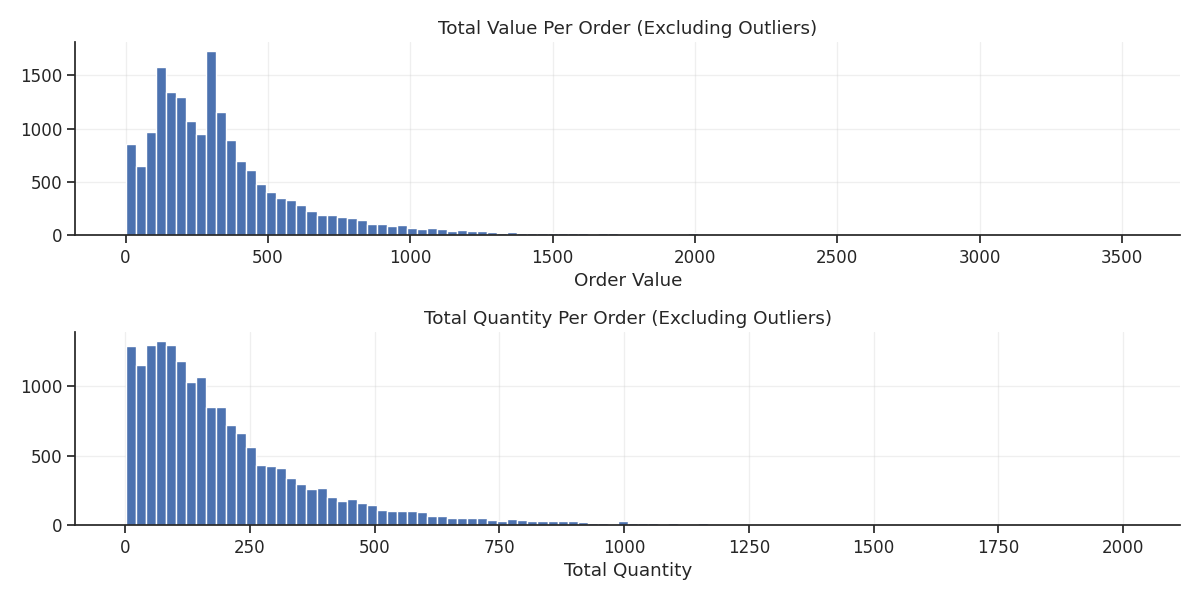 Total Value Per Order (Excluding Outliers)
1500
1000
500
0
0 500 1000 1500 2000 2500 3000 3500
Order Value
Total Quantity Per Order (Excluding Outliers)
1000
500
0
0 250 500 750 1000 1250 1500 1750 2000
Total Quantity